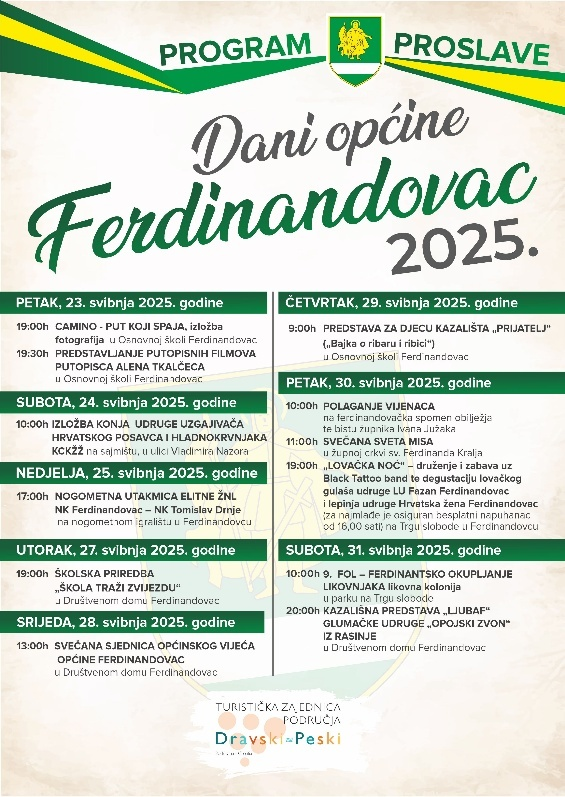 PROGRAM PROSLAVE
Dani općine
Ferdinandovac
2025.
PETAK, 23. svibnja 2025. godine
19:00h CAMINO - PUT KOJI SPAJA, izložba
fotografija u Osnovnoj školi Ferdinandovac
19:30h PREDSTAVLJANJE PUTOPISNIH FILMOVA
PUTOPISCA ALENA TKALČECA
u Osnovnoj školi Ferdinandovac
SUBOTA, 24. svibnja 2025. godine
10:00h IZLOŽBA KONJA UDRUGE UZGAJIVAČA
HRVATSKOG POSAVCA I HLADNOKRVNJAKA
KCKŽŽ na sajmištu, u ulici Vladimira Nazora
NEDJELJA, 25. svibnja 2025. godine
17:00h NOGOMETNA UTAKMICA ELITNE ŽNL
NK Ferdinandovac – NK Tomislav Drnje
na nogometnom igralištu u Ferdinandovcu
UTORAK, 27. svibnja 2025. godine
19:00h ŠKOLSKA PRIREDBA
„ŠKOLA TRAŽI ZVIJEZDU“
u Društvenom domu Ferdinandovac
SRIJEDA, 28. svibnja 2025. godine
13:00h SVEČANA SJEDNICA OPĆINSKOG VIJEĆA
OPĆINE FERDINANDOVAC
u Društvenom domu Ferdinandovac
ČETVRTAK, 29. svibnja 2025. godine
9:00h PREDSTAVA ZA DJECU KAZALIŠTA „PRIJATELJ“
(„Bajka o ribaru i ribici“)
u Osnovnoj školi Ferdinandovac
PETAK, 30. svibnja 2025. godine
10:00h POLAGANJE VIJENACA
na ferdinandovačka spomen obilježja
te bistu župnika Ivana Južaka
11:00h SVEČANA SVETA MISA
u župnoj crkvi sv. Ferdinanda Kralja
19:00h „LOVAČKA NOĆ“ – druženje i zabava uz
Black Tattoo band te degustaciju lovačkog
gulaša udruge LU Fazan Ferdinandovac
i lepinja udruge Hrvatska žena Ferdinandovac
(za najmlađe je osiguran besplatni napuhanac
od 16,00 sati) na Trgu slobode u Ferdinandovcu
SUBOTA, 31. svibnja 2025. godine
10:00h 9. FOL – FERDINANTSKO OKUPLJANJE
LIKOVNJAKA likovna kolonija
u parku na Trgu slobode
20:00h KAZALIŠNA PREDSTAVA „LJUBAF“
GLUMAČKE UDRUGE „OPOJSKI ZVON“
IZ RASINJE
u Društvenom domu Ferdinandovac
TURISTIČKA ZAJEDNICA
PODRUČJA
Dravski Peski